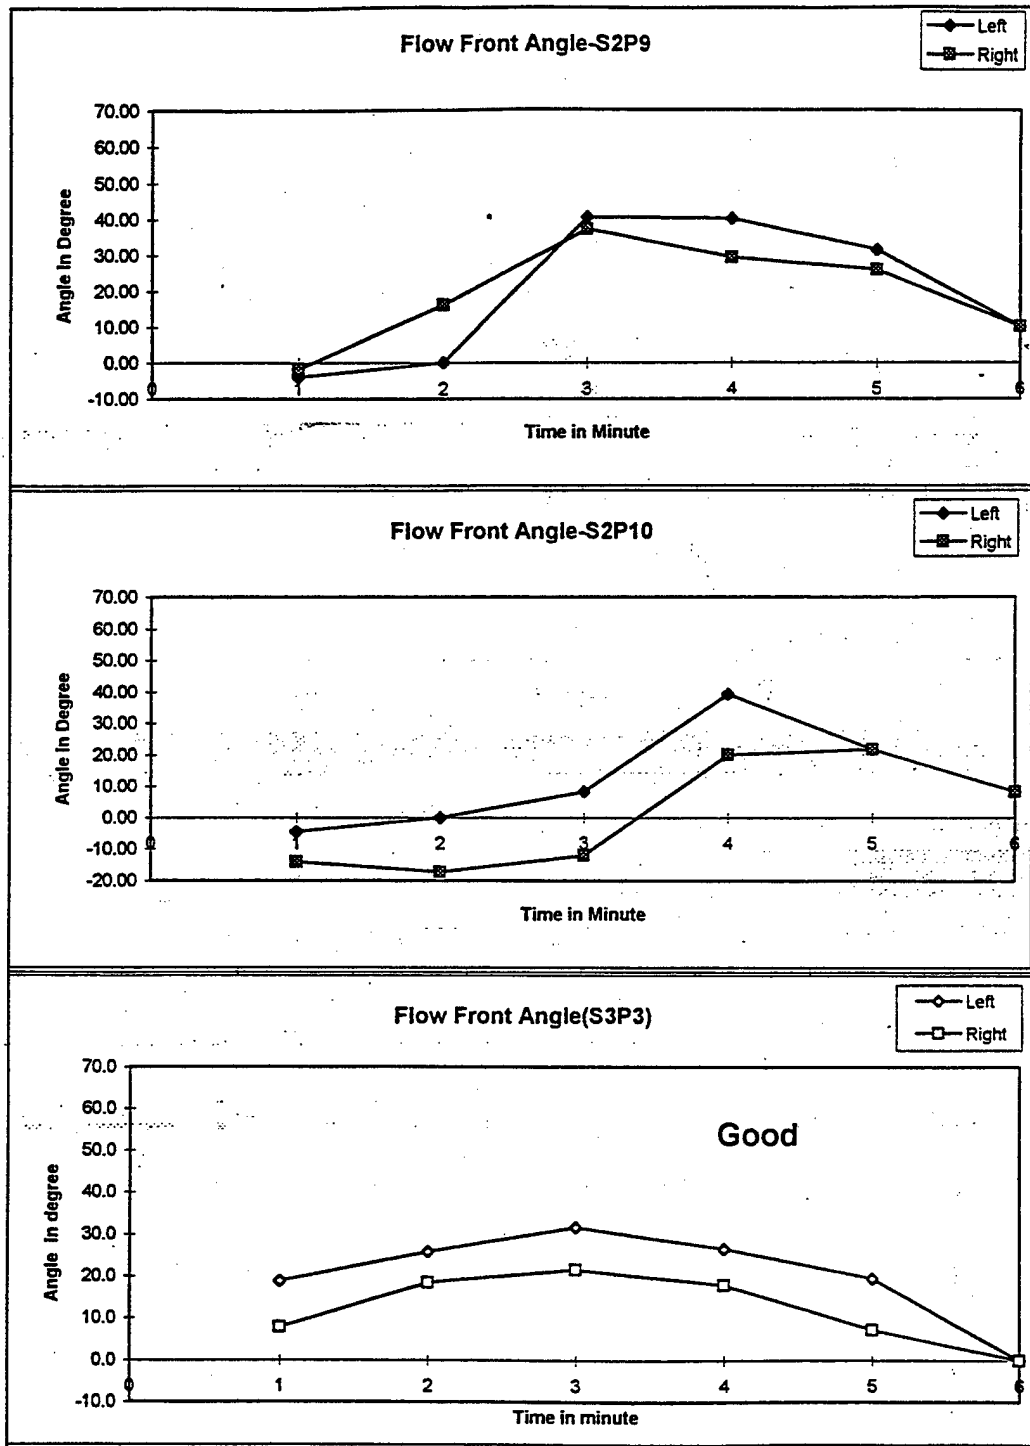 Flow Front Angle-S2P9
Left
Right
70.00
60.00
50.00
40.00
30.00
20.00
10.00
0.00
-10.00
Angle In Degree
0 1 2 3 4 5 6
Time in Minute
Flow Front Angle-S2P10
Left
Right
70.00
60.00
50.00
40.00
30.00
20.00
10.00
0.00
-10.00
-20.00
Angle In Degree
0 1 2 3 4 5 6
Time in Minute
Flow Front Angle(S3P3)
Left
Right
70.0
60.0
50.0
40.0
30.0
20.0
10.0
0.0
-10.0
Angle In degree
Good
0 1 2 3 4 5 6
Time in minute